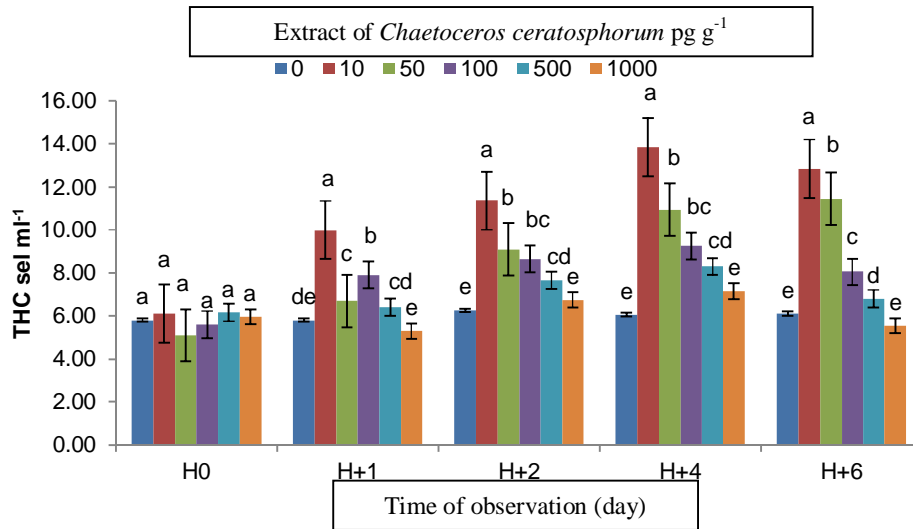 Extract of Chaetoceros ceratosphorum pg g-1
0 10 50 100 500 1000
16.00
14.00
12.00
10.00
8.00
6.00
4.00
2.00
0.00
THC sel ml-1
a a a a a a
de a c b cd e
e a b bc cd e
e a b bc cd e
e a b c d e
H0 H+1 H+2 H+4 H+6
Time of observation (day)